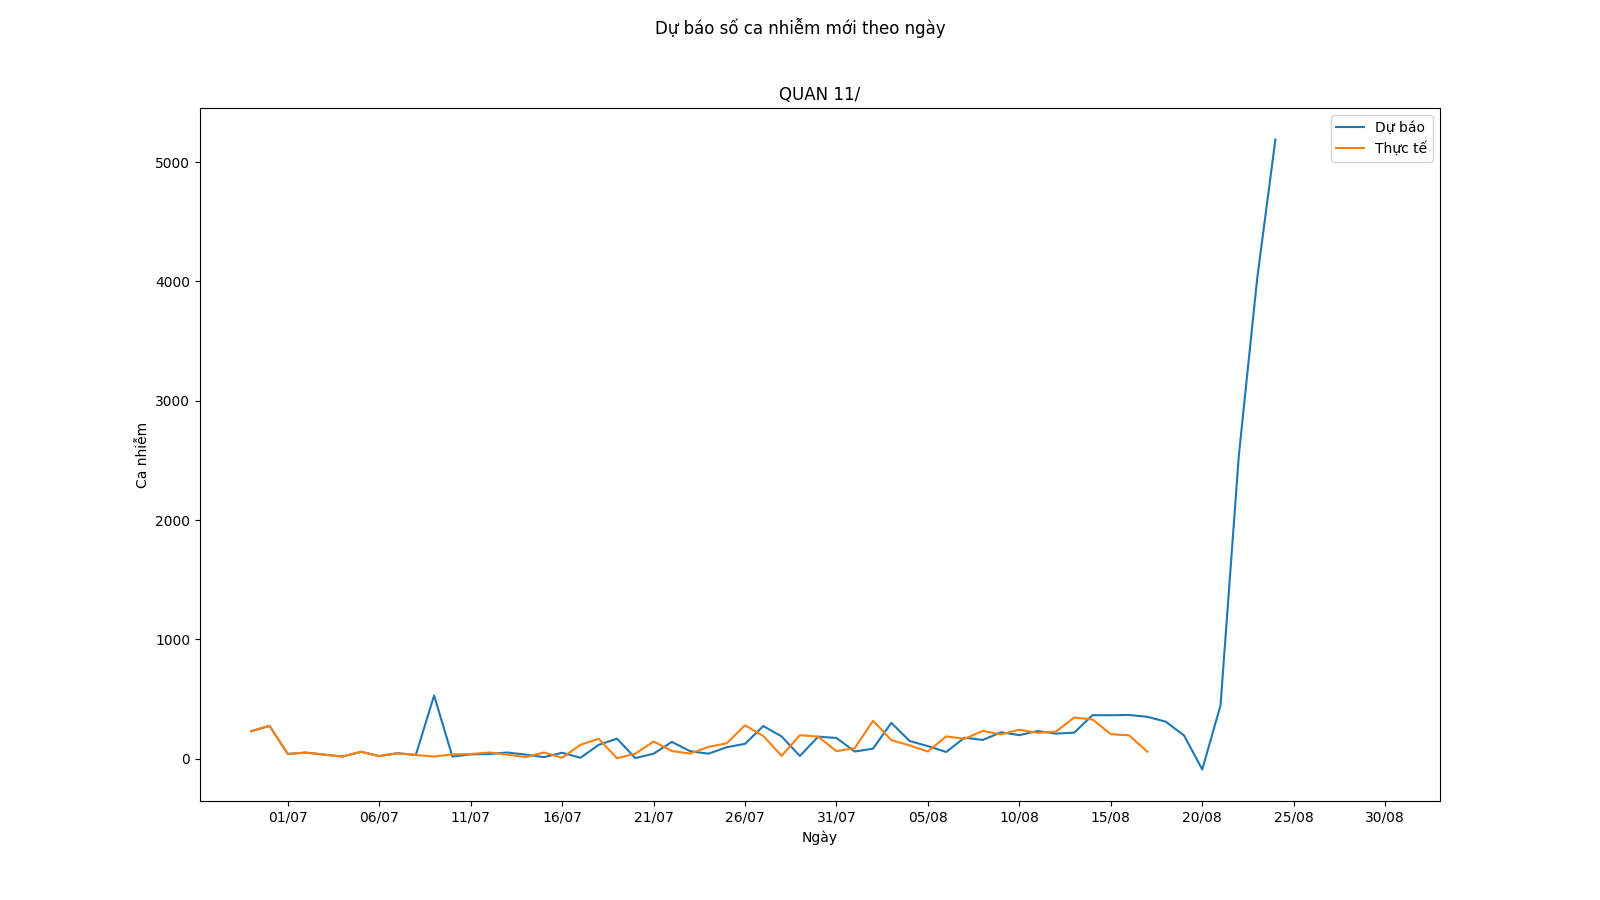 Dự báo số ca nhiễm mới theo ngày
QUAN 11/
Dự báo
Thực tế
5000
4000
3000
2000
1000
0
Ca nhiễm
01/07 06/07 11/07 16/07 21/07 26/07 31/07 05/08 10/08 15/08 20/08 25/08 30/08
Ngày